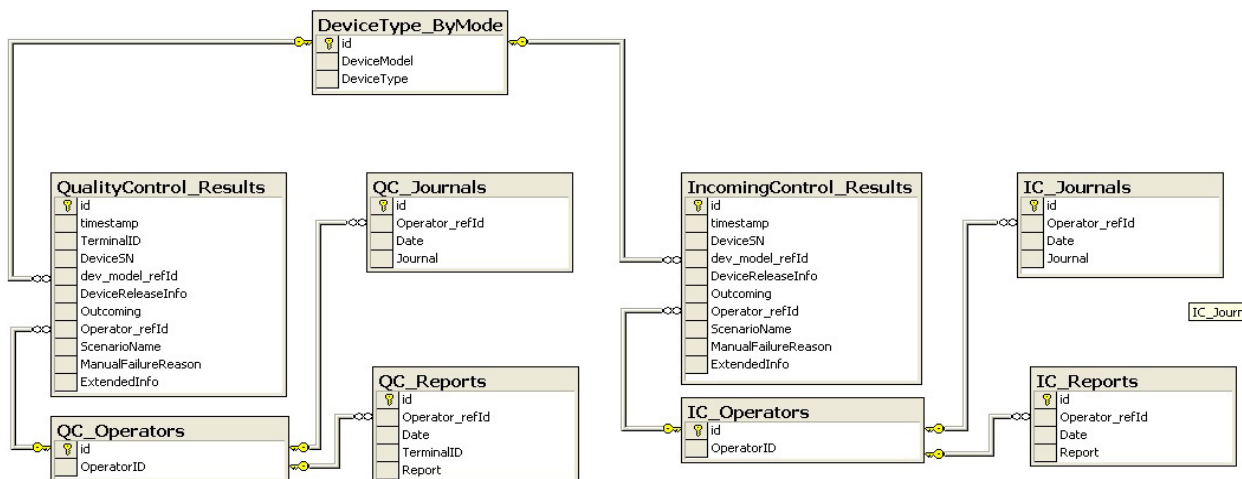 DeviceType_ByMode
id
DeviceModel
DeviceType
QualityControl_Results
id
timestamp
TerminalID
DeviceSN
dev_model_refId
DeviceReleaseInfo
Outcoming
Operator_refId
ScenarioName
ManualFailureReason
ExtendedInfo
QC_Journals
id
Operator_refId
Date
Journal
IncomingControl_Results
id
timestamp
DeviceSN
dev_model_refId
DeviceReleaseInfo
Outcoming
Operator_refId
ScenarioName
ManualFailureReason
ExtendedInfo
IC_Journals
id
Operator_refId
Date
Journal
IC_Journ
QC_Operators
id
OperatorID
QC_Reports
id
Operator_refId
Date
TerminalID
Report
IC_Operators
id
OperatorID
IC_Reports
id
Operator_refId
Date
Report